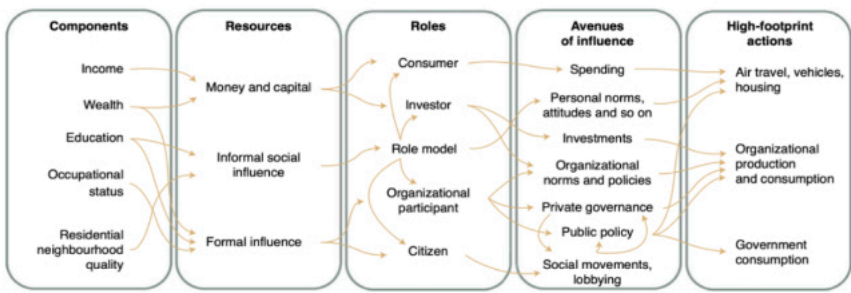 Components
Income
Wealth
Education
Occupational
status
Residential
neighbourhood
quality
Resources
Money and capital
Informal social
influence
Formal influence
Roles
Consumer
Investor
Role model
Organizational
participant
Citizen
Avenues
of influence
Spending
Personal norms,
attitudes and so on
Investments
Organizational
norms and policies
Private governance
Public policy
Social movements,
lobbying
High-footprint
actions
Air travel, vehicles,
housing
Organizational
production
and consumption
Government
consumption